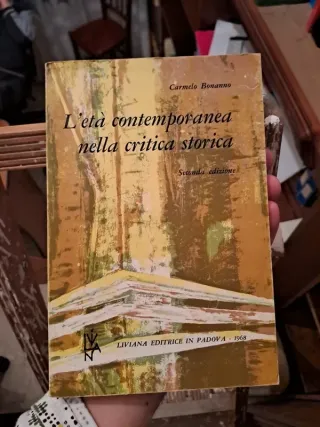 Carmelo Bonanno
L'età contemporanea
nella critica storica
Seconda edizione
LIVIANA EDITRICE IN PADOVA - 1968